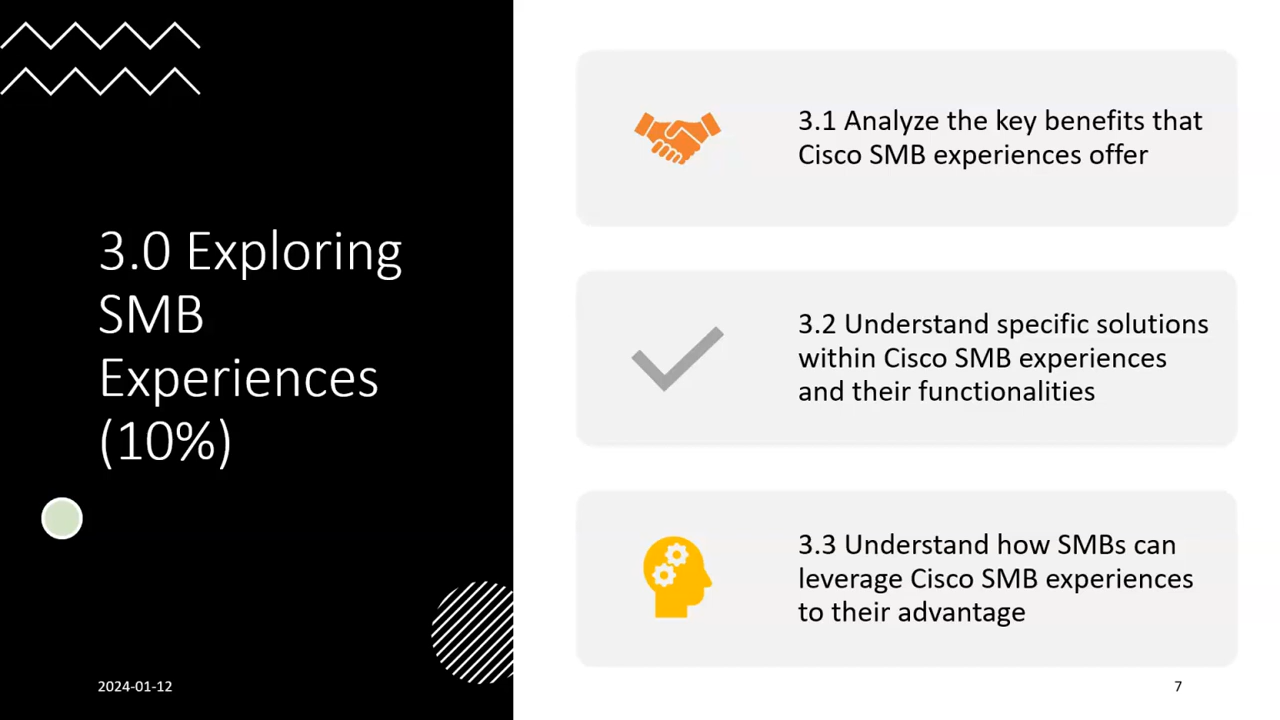 3.0 Exploring
SMB
Experiences
(10%)
3.1 Analyze the key benefits that
Cisco SMB experiences offer
3.2 Understand specific solutions
within Cisco SMB experiences
and their functionalities
3.3 Understand how SMBs can
leverage Cisco SMB experiences
to their advantage
2024-01-12
7